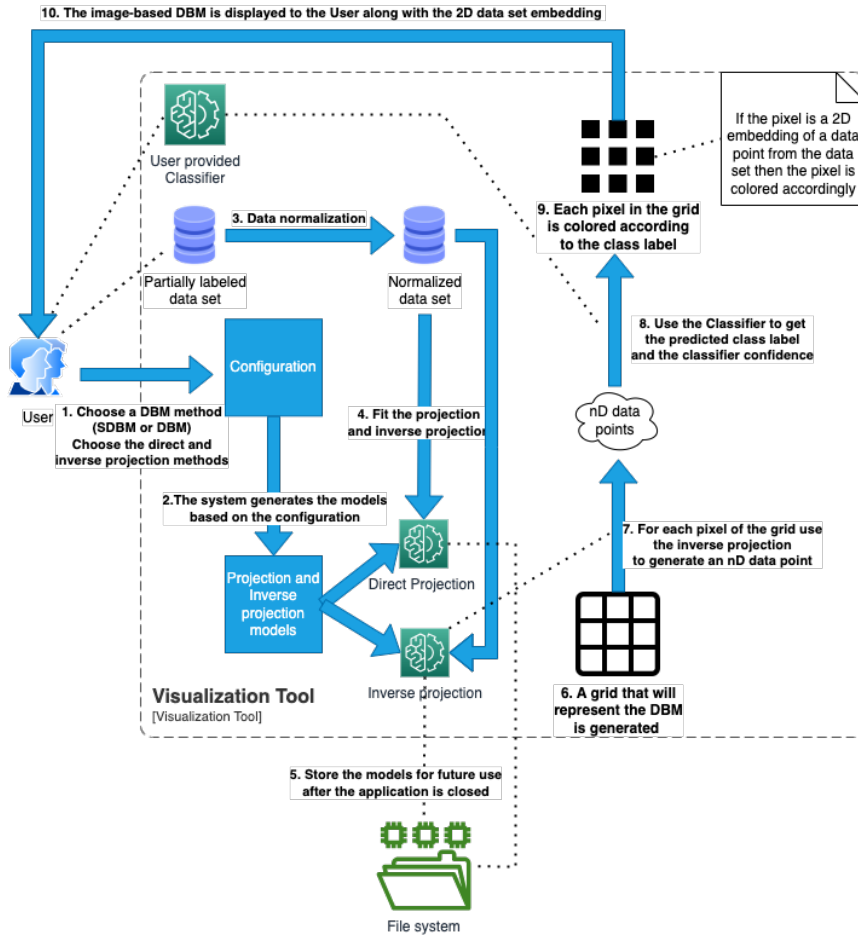 10. The image-based DBM is displayed to the User along with the 2D data set embedding
If the pixel is a 2D
embedding of a data
point from the data
set then the pixel is
colored accordingly
User provided
Classifier
3. Data normalization
9. Each pixel in the grid
is colored according
to the class label
Partially labeled
data set
Normalized
data set
8. Use the Classifier to get
the predicted class label
and the classifier confidence
Configuration
User
1. Choose a DBM method
(SDBM or DBM)
Choose the direct and
inverse projection methods
4. Fit the projection
and inverse projection
nD data
points
2.The system generates the models
based on the configuration
7. For each pixel of the grid use
the inverse projection
to generate an nD data point
Projection and
Inverse
projection
models
Direct Projection
Inverse projection
Visualization Tool
[Visualization Tool]
6. A grid that will
represent the DBM
is generated
5. Store the models for future use
after the application is closed
File system